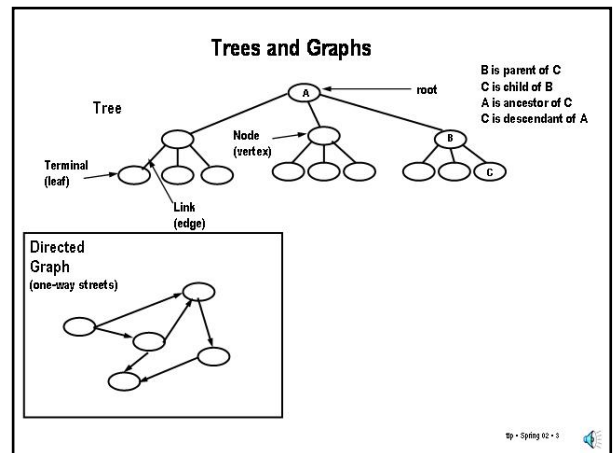 Trees and Graphs
B is parent of C
C is child of B
A is ancestor of C
C is descendant of A
A
root
Tree
Node
(vertex)
B
Terminal
(leaf)
C
Link
(edge)
Directed
Graph
(one-way streets)
tlp • Spring 02 • 3